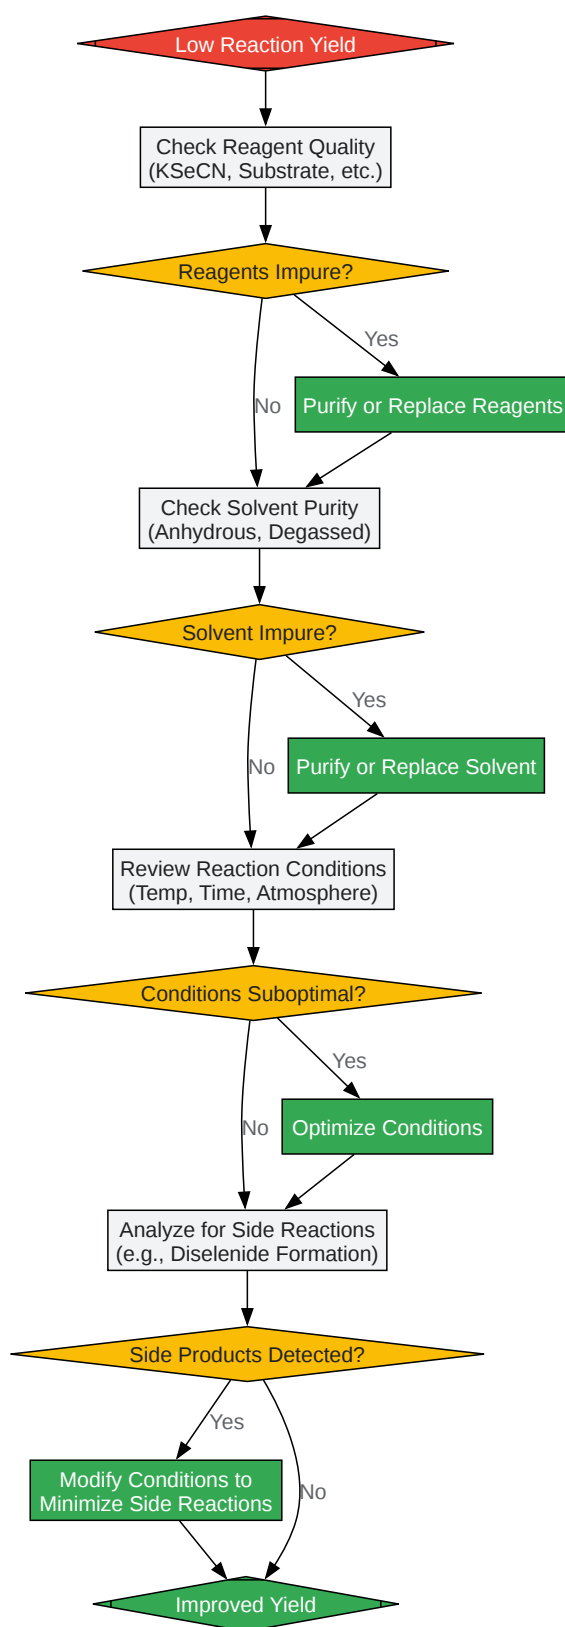 Low Reaction Yield
Check Reagent Quality
(KSeCN, Substrate, etc.)
Reagents Impure?
Yes
No
Purify or Replace Reagents
Check Solvent Purity
(Anhydrous, Degassed)
Solvent Impure?
Yes
No
Purify or Replace Solvent
Review Reaction Conditions
(Temp, Time, Atmosphere)
Conditions Suboptimal?
Yes
No
Optimize Conditions
Analyze for Side Reactions
(e.g., Diselenide Formation)
Side Products Detected?
Yes
Modify Conditions to
Minimize Side Reactions
No
Improved Yield